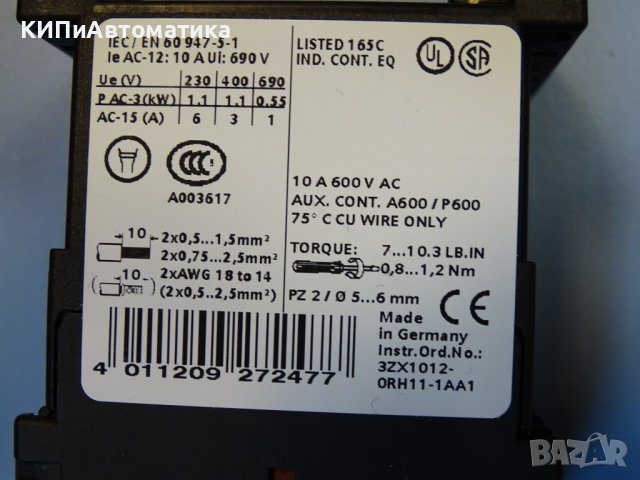 КИПиАвтоматика
IEC / EN 60 947-5-1
Ie AC-12: 10 A Ui: 690 V
Ue (V) 230 400 690
P AC-3 (kW) 1.1 1.1 0.55
AC-15 (A) 6 3 1
CCC S
A003617
10 2x0,5...1,5mm²
2x0,75...2,5mm²
10 2xAWG 18 to 14
(2x0,5...2,5mm²)
4 011209 272477
LISTED 165C
IND. CONT. EQ
UL SA
10 A 600 V AC
AUX. CONT. A600 / P600
75° C CU WIRE ONLY
TORQUE: 7...10.3 LB.IN
0,8...1,2 Nm
PZ 2 / Ø 5...6 mm
Made
in Germany
CE
Instr.Ord.No.:
3ZX1012-
0RH11-1AA1
BAZAR